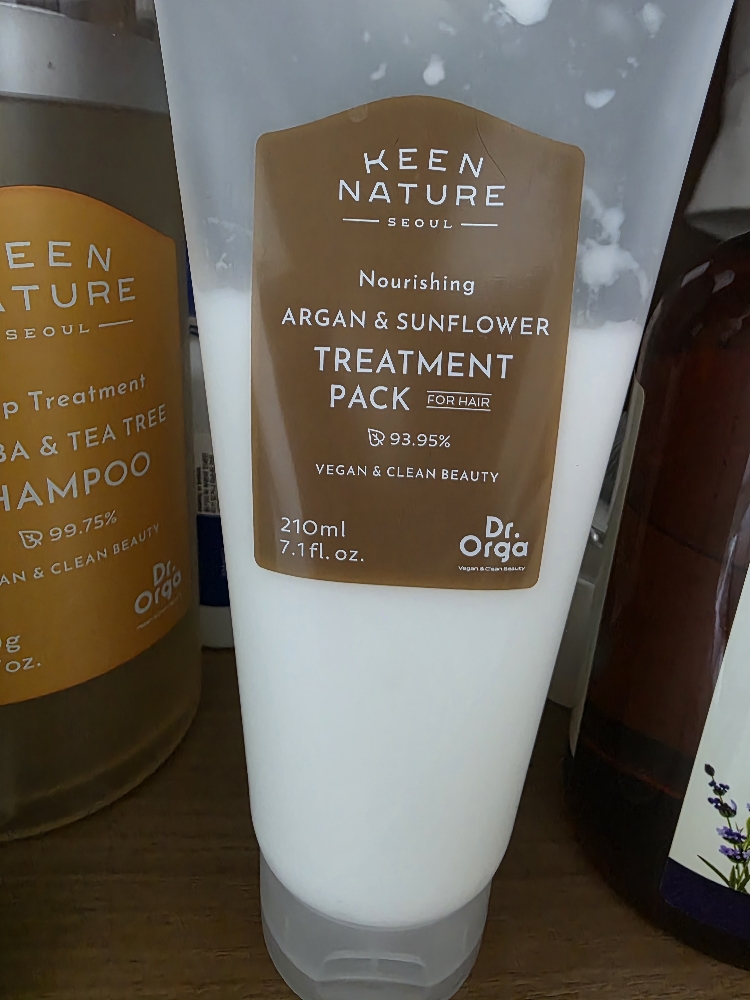 KEEN
NATURE
SEOUL
Nourishing
ARGAN & SUNFLOWER
TREATMENT
PACK FOR HAIR
93.95%
VEGAN & CLEAN BEAUTY
210ml
7.1fl. oz.
Dr.
Orga
Vegan & Clean Beauty
EEN
ATURE
SEOUL
p Treatment
BA & TEA TREE
HAMPOO
99.75%
AN & CLEAN BEAUTY
Dr.
Orga
g
oz.